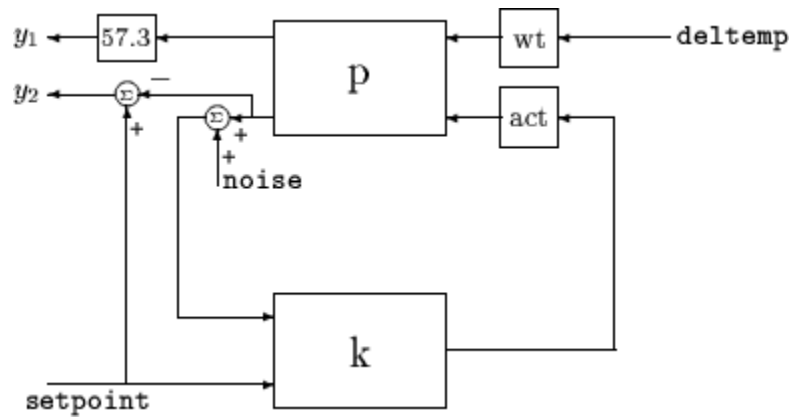 y1 57.3 p wt deltemp
−
y2 Σ act
+ Σ +
+
noise
k
setpoint